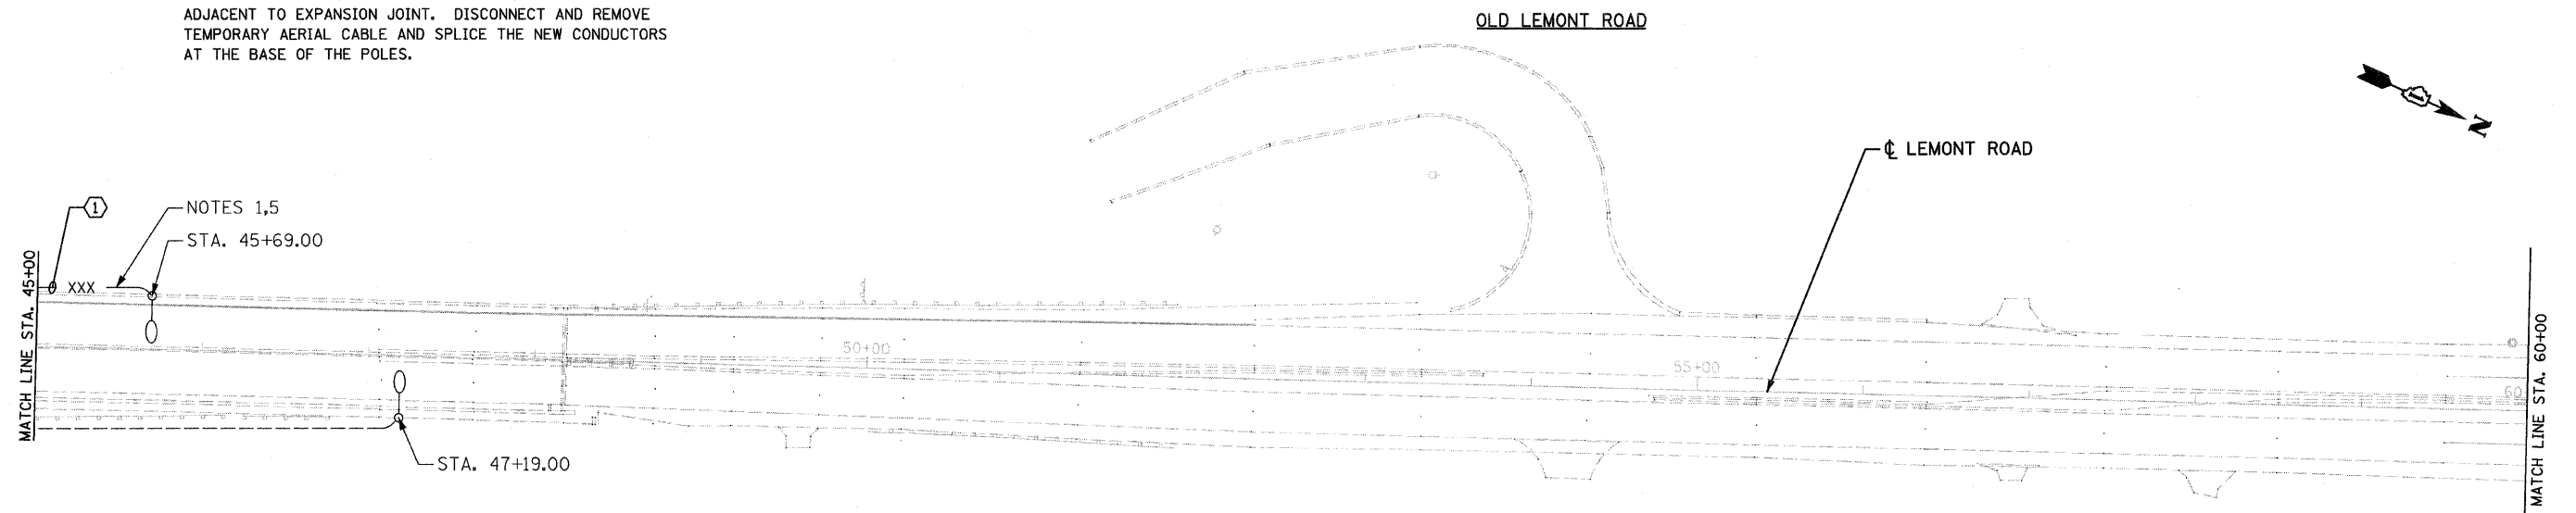 ADJACENT TO EXPANSION JOINT. DISCONNECT AND REMOVE
TEMPORARY AERIAL CABLE AND SPLICE THE NEW CONDUCTORS
AT THE BASE OF THE POLES.
OLD LEMONT ROAD
N
℄ LEMONT ROAD
1
NOTES 1,5
STA. 45+69.00
XXX
MATCH LINE STA. 45+00
50+00
55+00
60
MATCH LINE STA. 60+00
STA. 47+19.00